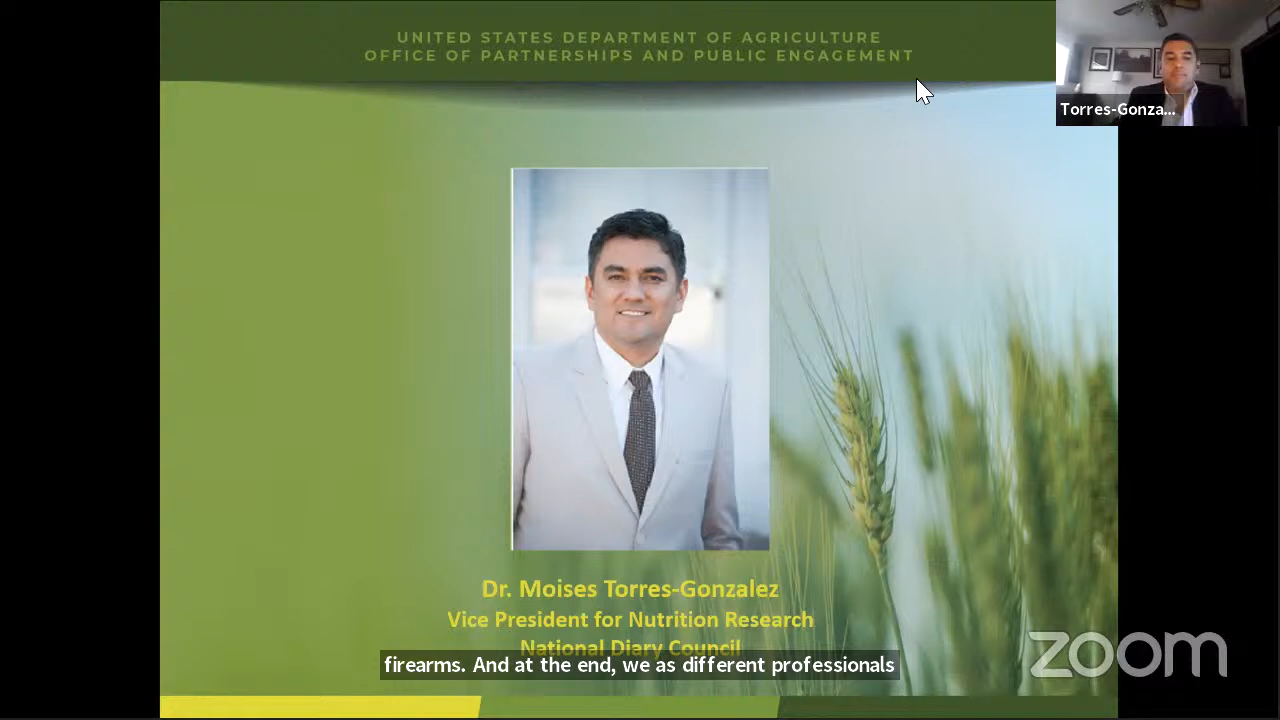 UNITED STATES DEPARTMENT OF AGRICULTURE
OFFICE OF PARTNERSHIPS AND PUBLIC ENGAGEMENT
Torres-Gonza...
Dr. Moises Torres-Gonzalez
Vice President for Nutrition Research
National Diary Council
firearms. And at the end, we as different professionals
zoom